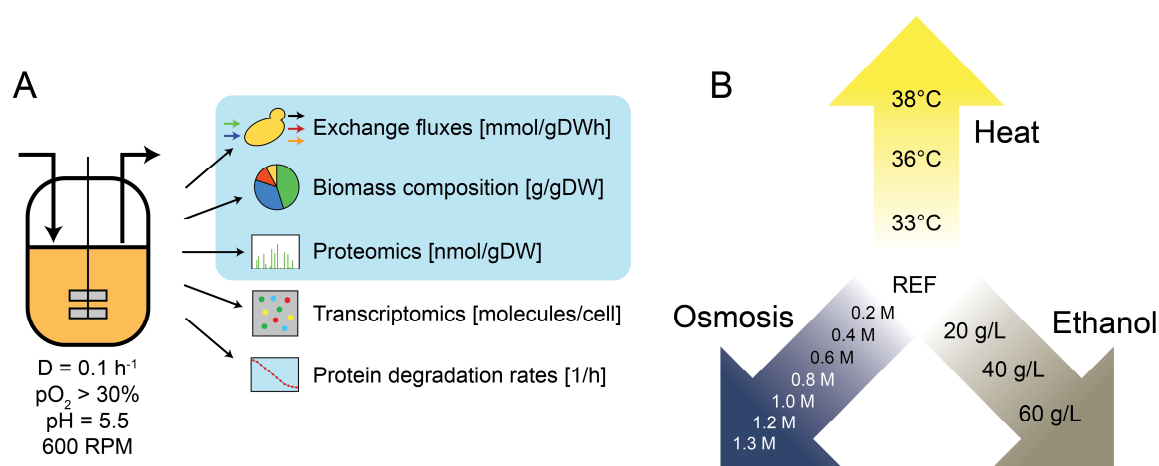 A
Exchange fluxes [mmol/gDWh]
Biomass composition [g/gDW]
Proteomics [nmol/gDW]
Transcriptomics [molecules/cell]
Protein degradation rates [1/h]
D = 0.1 h⁻¹
pO₂ > 30%
pH = 5.5
600 RPM
B
38°C
Heat
36°C
33°C
REF
Osmosis
0.2 M
0.4 M
0.6 M
0.8 M
1.0 M
1.2 M
1.3 M
Ethanol
20 g/L
40 g/L
60 g/L